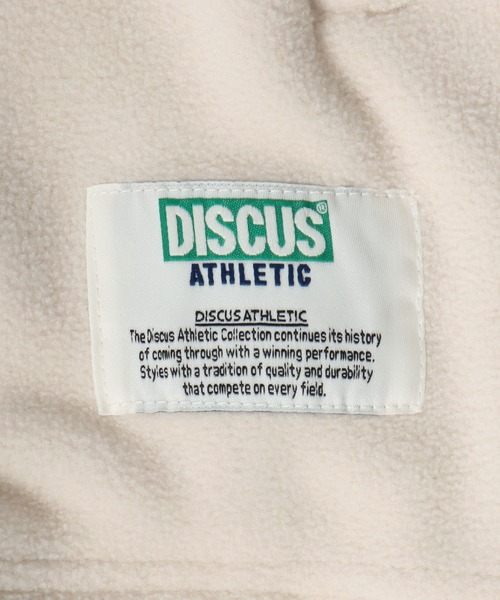 DISCUS®
ATHLETIC
DISCUS ATHLETIC
The Discus Athletic Collection continues its history
of coming through with a winning performance.
Styles with a tradition of quality and durability
that compete on every field.